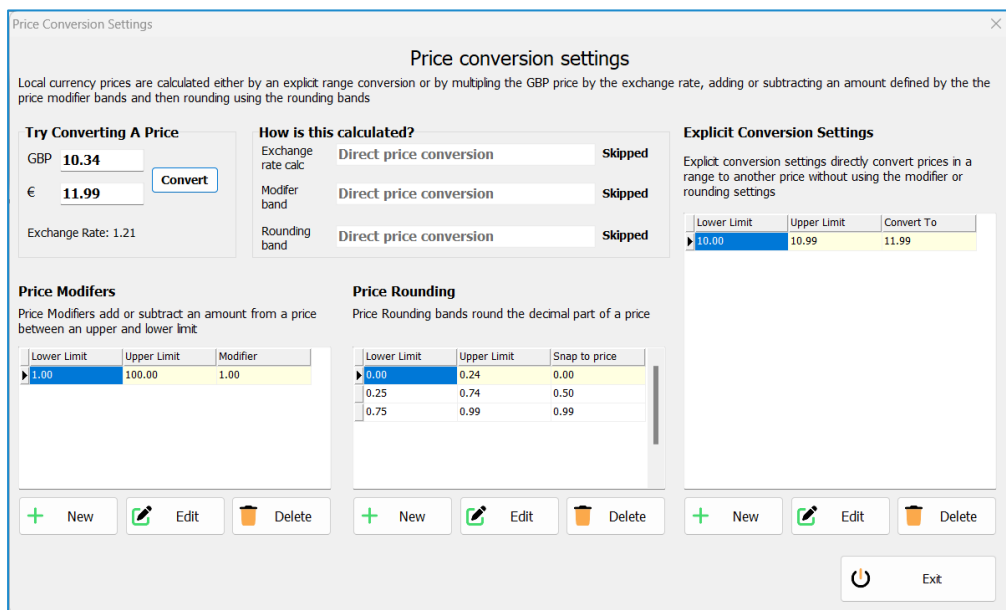 Price Conversion Settings
Price conversion settings
Local currency prices are calculated either by an explicit range conversion or by multipling the GBP price by the exchange rate, adding or subtracting an amount defined by the the
price modifier bands and then rounding using the rounding bands
Try Converting A Price
GBP 10.34
Convert
€ 11.99
Exchange Rate: 1.21
How is this calculated?
Exchange
rate calc
Direct price conversion Skipped
Modifer
band
Direct price conversion Skipped
Rounding
band
Direct price conversion Skipped
Explicit Conversion Settings
Explicit conversion settings directly convert prices in a
range to another price without using the modifier or
rounding settings
Lower Limit Upper Limit Convert To
10.00 10.99 11.99
Price Modifers
Price Modifiers add or subtract an amount from a price
between an upper and lower limit
Lower Limit Upper Limit Modifier
1.00 100.00 1.00
Price Rounding
Price Rounding bands round the decimal part of a price
Lower Limit Upper Limit Snap to price
0.00 0.24 0.00
0.25 0.74 0.50
0.75 0.99 0.99
New Edit Delete
New Edit Delete
New Edit Delete
Exit